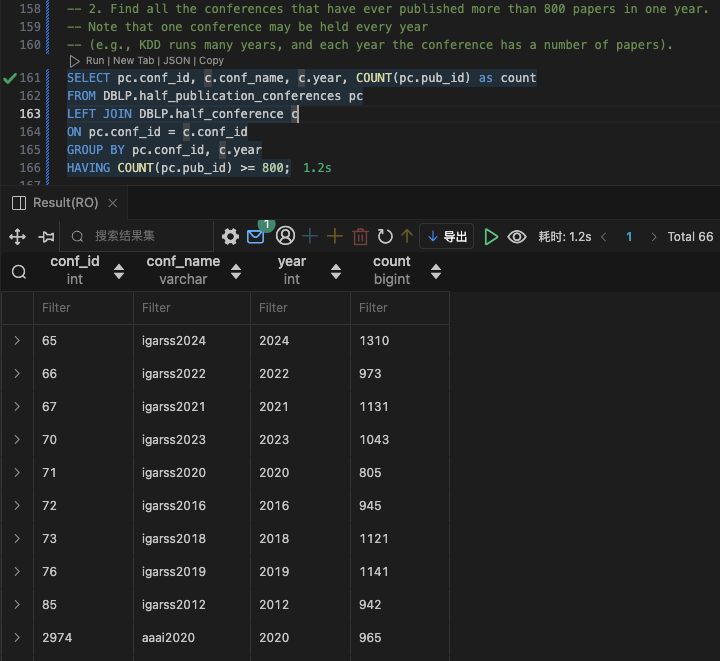 158 -- 2. Find all the conferences that have ever published more than 800 papers in one year.
159 -- Note that one conference may be held every year
160 -- (e.g., KDD runs many years, and each year the conference has a number of papers).
Run | New Tab | JSON | Copy
161 SELECT pc.conf_id, c.conf_name, c.year, COUNT(pc.pub_id) as count
162 FROM DBLP.half_publication_conferences pc
163 LEFT JOIN DBLP.half_conference c
164 ON pc.conf_id = c.conf_id
165 GROUP BY pc.conf_id, c.year
166 HAVING COUNT(pc.pub_id) >= 800; 1.2s
167
Result(RO)
搜索结果集 1 导出 耗时: 1.2s 1 Total 66
conf_id conf_name year count
int varchar int bigint
Filter Filter Filter Filter
65 igarss2024 2024 1310
66 igarss2022 2022 973
67 igarss2021 2021 1131
70 igarss2023 2023 1043
71 igarss2020 2020 805
72 igarss2016 2016 945
73 igarss2018 2018 1121
76 igarss2019 2019 1141
85 igarss2012 2012 942
2974 aaai2020 2020 965